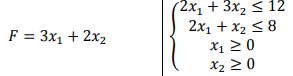 F = 3x₁ + 2x₂
2x₁ + 3x₂ ≤ 12
2x₁ + x₂ ≤ 8
x₁ ≥ 0
x₂ ≥ 0